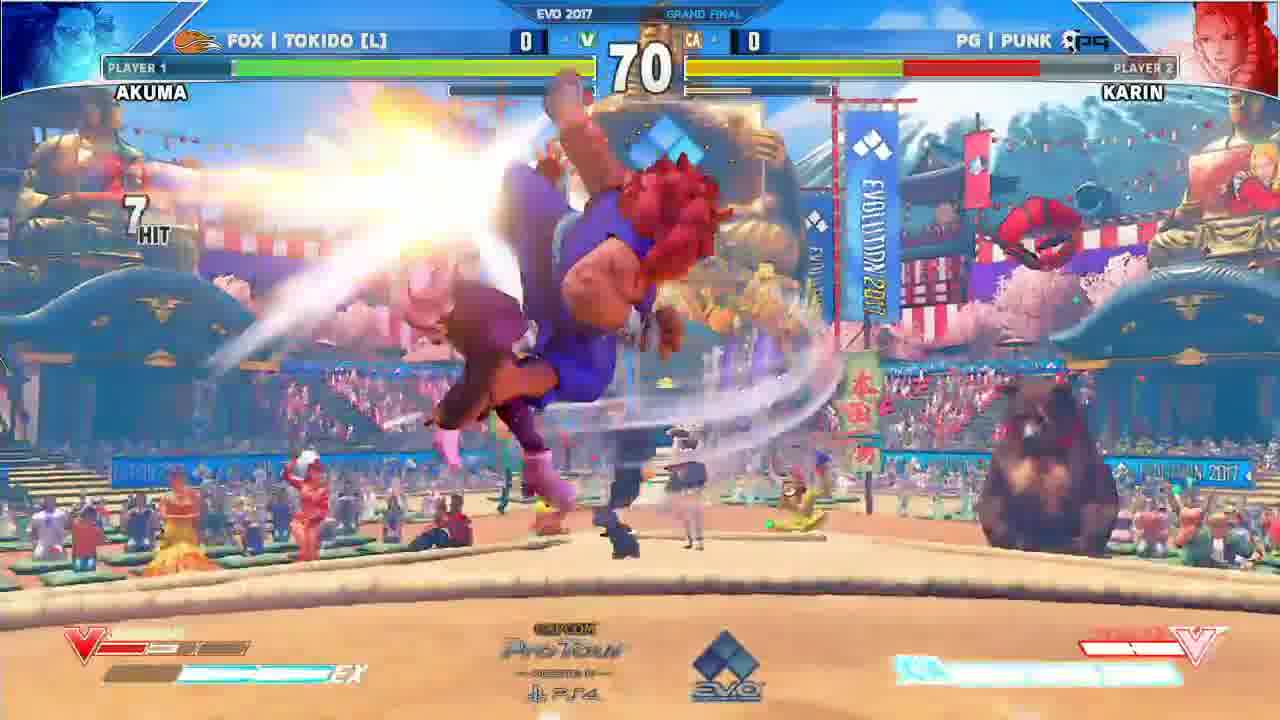 EVO 2017 GRAND FINAL
FOX | TOKIDO [L] 0 V 70 CA 0 PG | PUNK
PLAYER 1 PLAYER 2
AKUMA KARIN
7
HIT
EVOLUTION 2017
EX
CAPCOM
Pro Tour
PS4
EVO